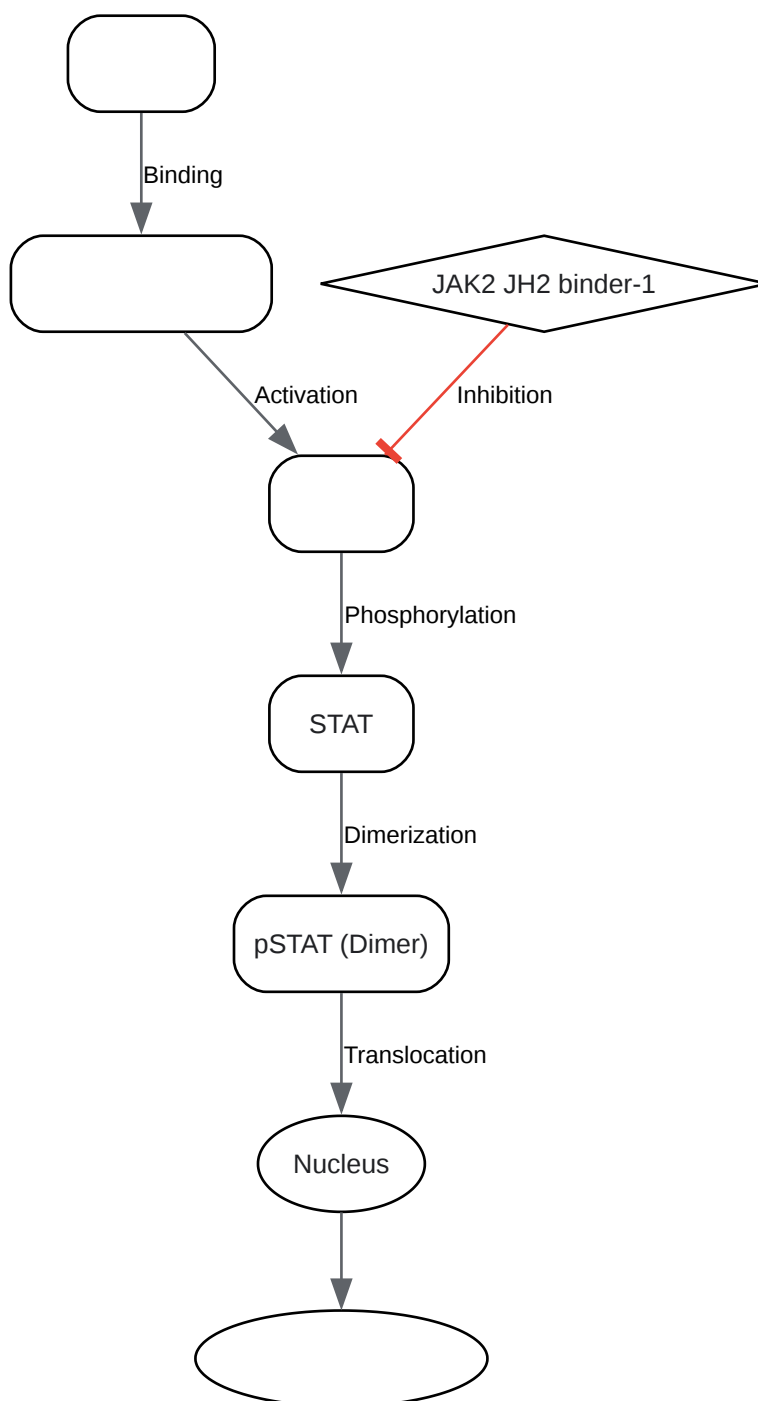 Binding
JAK2 JH2 binder-1
Activation
Inhibition
Phosphorylation
STAT
Dimerization
pSTAT (Dimer)
Translocation
Nucleus